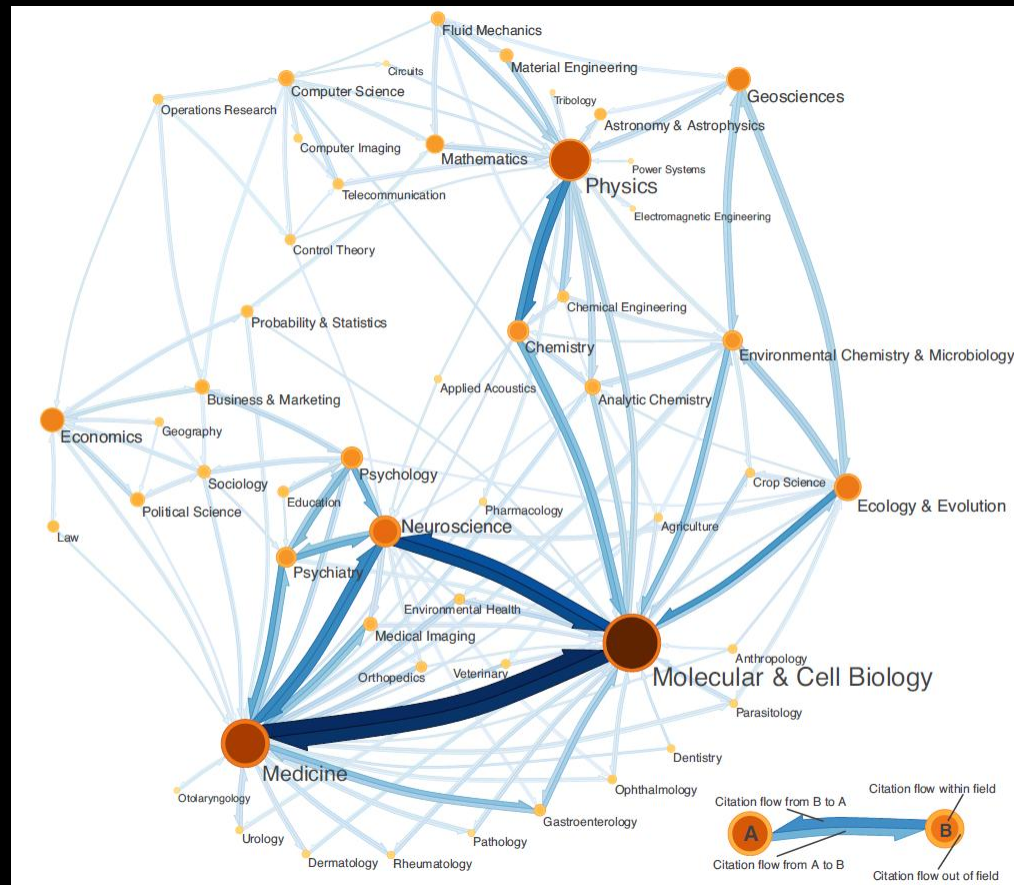 Fluid Mechanics
Material Engineering
Circuits
Computer Science
Geosciences
Tribology
Operations Research
Astronomy & Astrophysics
Computer Imaging
Mathematics
Power Systems
Physics
Telecommunication
Electromagnetic Engineering
Control Theory
Chemical Engineering
Probability & Statistics
Chemistry
Environmental Chemistry & Microbiology
Applied Acoustics
Business & Marketing
Analytic Chemistry
Geography
Economics
Psychology
Sociology
Crop Science
Education
Ecology & Evolution
Political Science
Pharmacology
Neuroscience
Agriculture
Law
Psychiatry
Environmental Health
Medical Imaging
Anthropology
Orthopedics
Veterinary
Molecular & Cell Biology
Parasitology
Dentistry
Medicine
Ophthalmology
Otolaryngology
Gastroenterology
Urology
Pathology
Dermatology
Rheumatology
Citation flow within field
Citation flow from B to A
A
B
Citation flow from A to B
Citation flow out of field